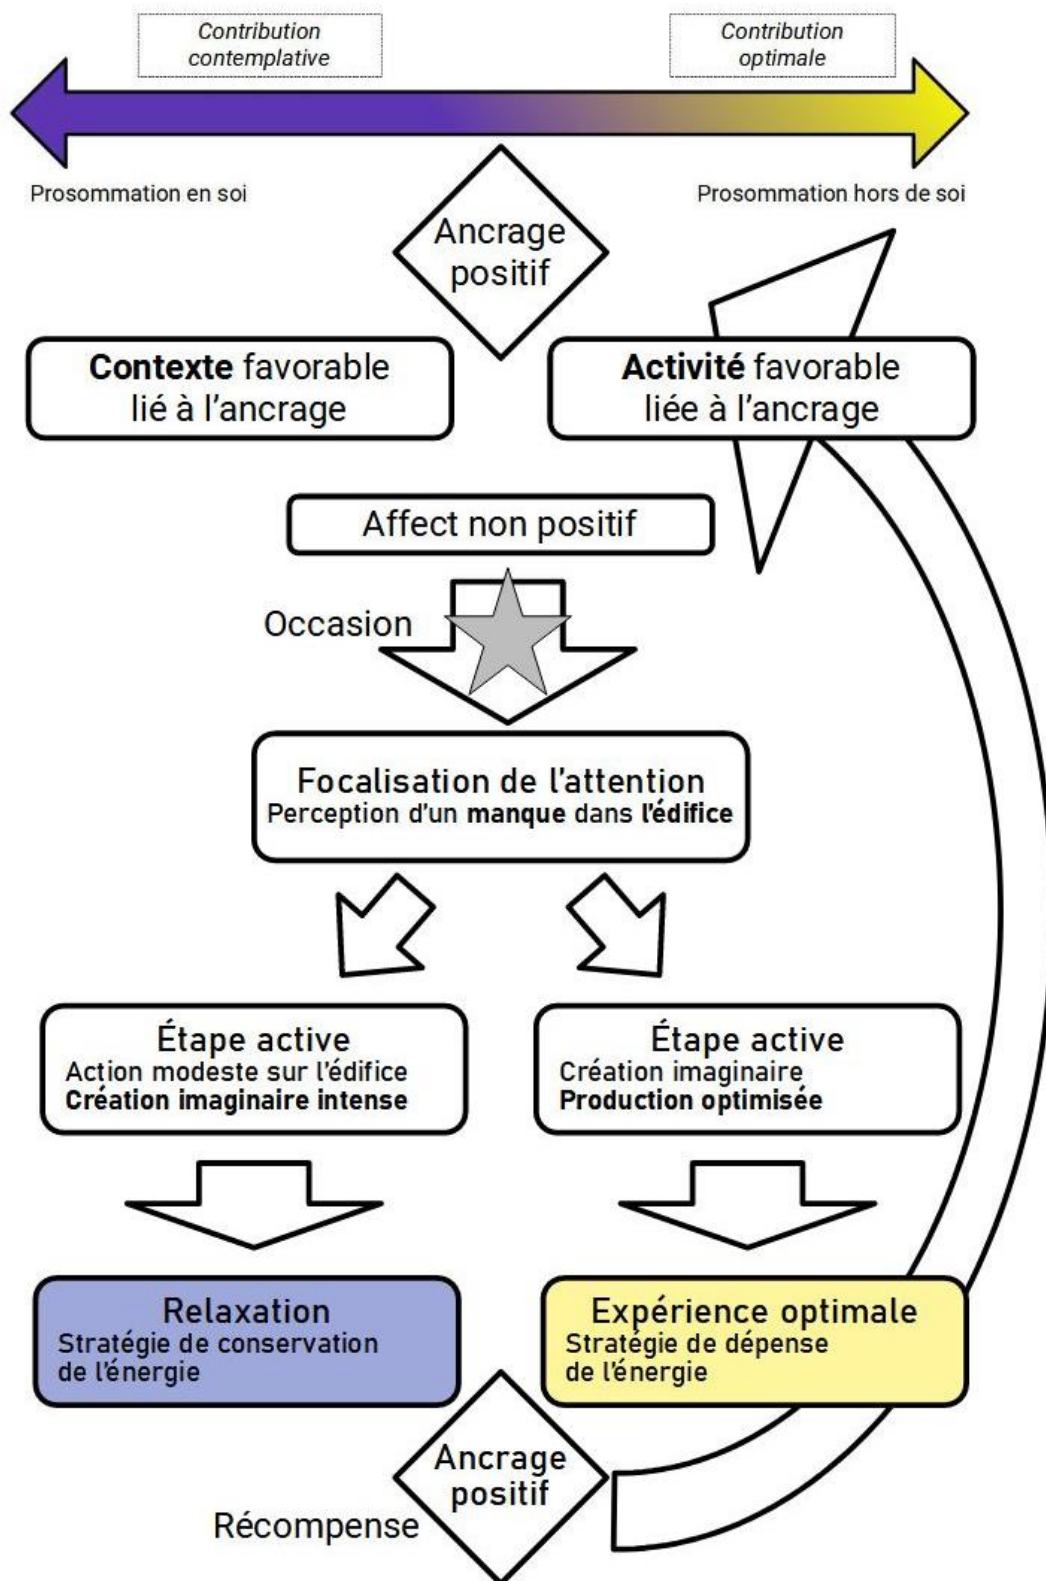 Contribution
contemplative
Contribution
optimale
Prosommation en soi
Prosommation hors de soi
Ancrage
positif
Contexte favorable
lié à l'ancrage
Activité favorable
liée à l'ancrage
Affect non positif
Occasion
Focalisation de l'attention
Perception d'un manque dans l'édifice
Étape active
Action modeste sur l'édifice
Création imaginaire intense
Étape active
Création imaginaire
Production optimisée
Relaxation
Stratégie de conservation
de l'énergie
Expérience optimale
Stratégie de dépense
de l'énergie
Ancrage
positif
Récompense